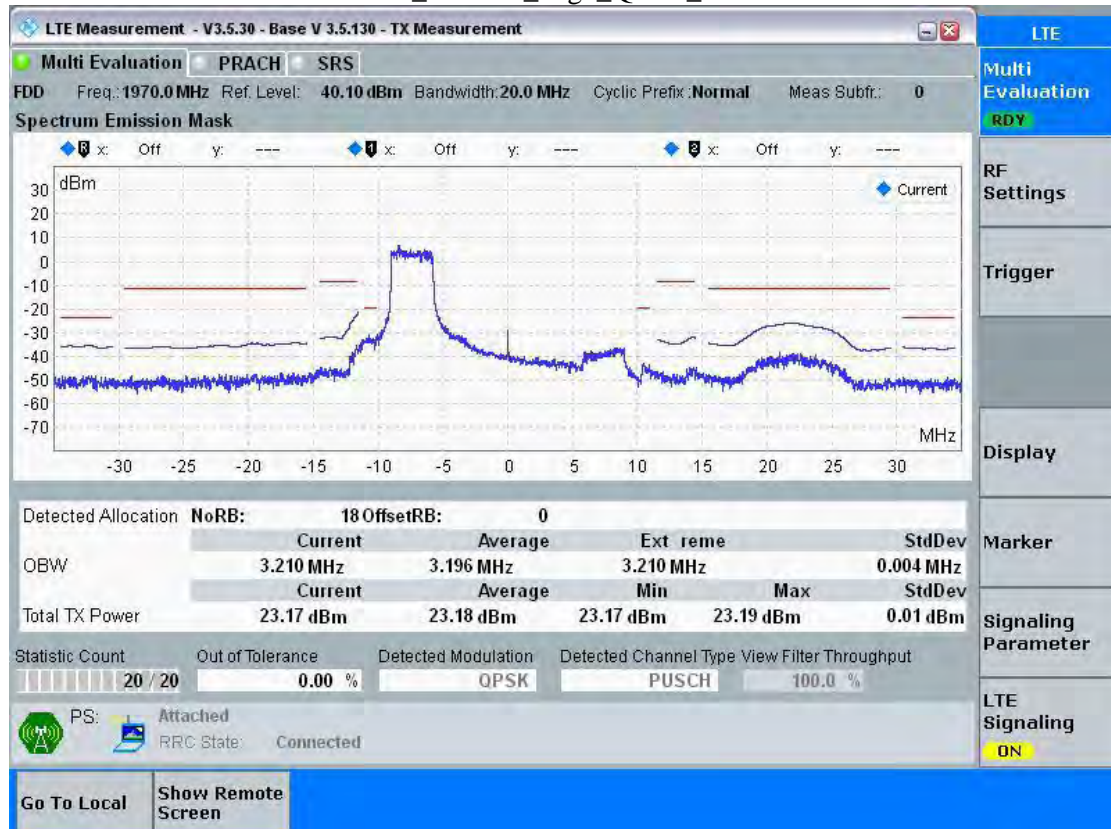 LTE Measurement - V3.5.30 - Base V 3.5.130 - TX Measurement
LTE
Multi Evaluation PRACH SRS
Multi Evaluation
RDY
FDD Freq.: 1970.0 MHz Ref. Level: 40.10 dBm Bandwidth: 20.0 MHz Cyclic Prefix : Normal Meas Subfr.: 0
Spectrum Emission Mask
R x: Off y: --- 1 x: Off y: --- 2 x: Off y: ---
dBm
Current
30
20
10
0
-10
-20
-30
-40
-50
-60
-70
MHz
-30 -25 -20 -15 -10 -5 0 5 10 15 20 25 30
RF Settings
Trigger
Display
Marker
Signaling Parameter
LTE Signaling
ON
Detected Allocation NoRB: 18 OffsetRB: 0
Current Average Ext reme StdDev
OBW 3.210 MHz 3.196 MHz 3.210 MHz 0.004 MHz
Current Average Min Max StdDev
Total TX Power 23.17 dBm 23.18 dBm 23.17 dBm 23.19 dBm 0.01 dBm
Statistic Count Out of Tolerance Detected Modulation Detected Channel Type View Filter Throughput
20 / 20 0.00 % QPSK PUSCH 100.0 %
PS: Attached
RRC State: Connected
Go To Local
Show Remote Screen